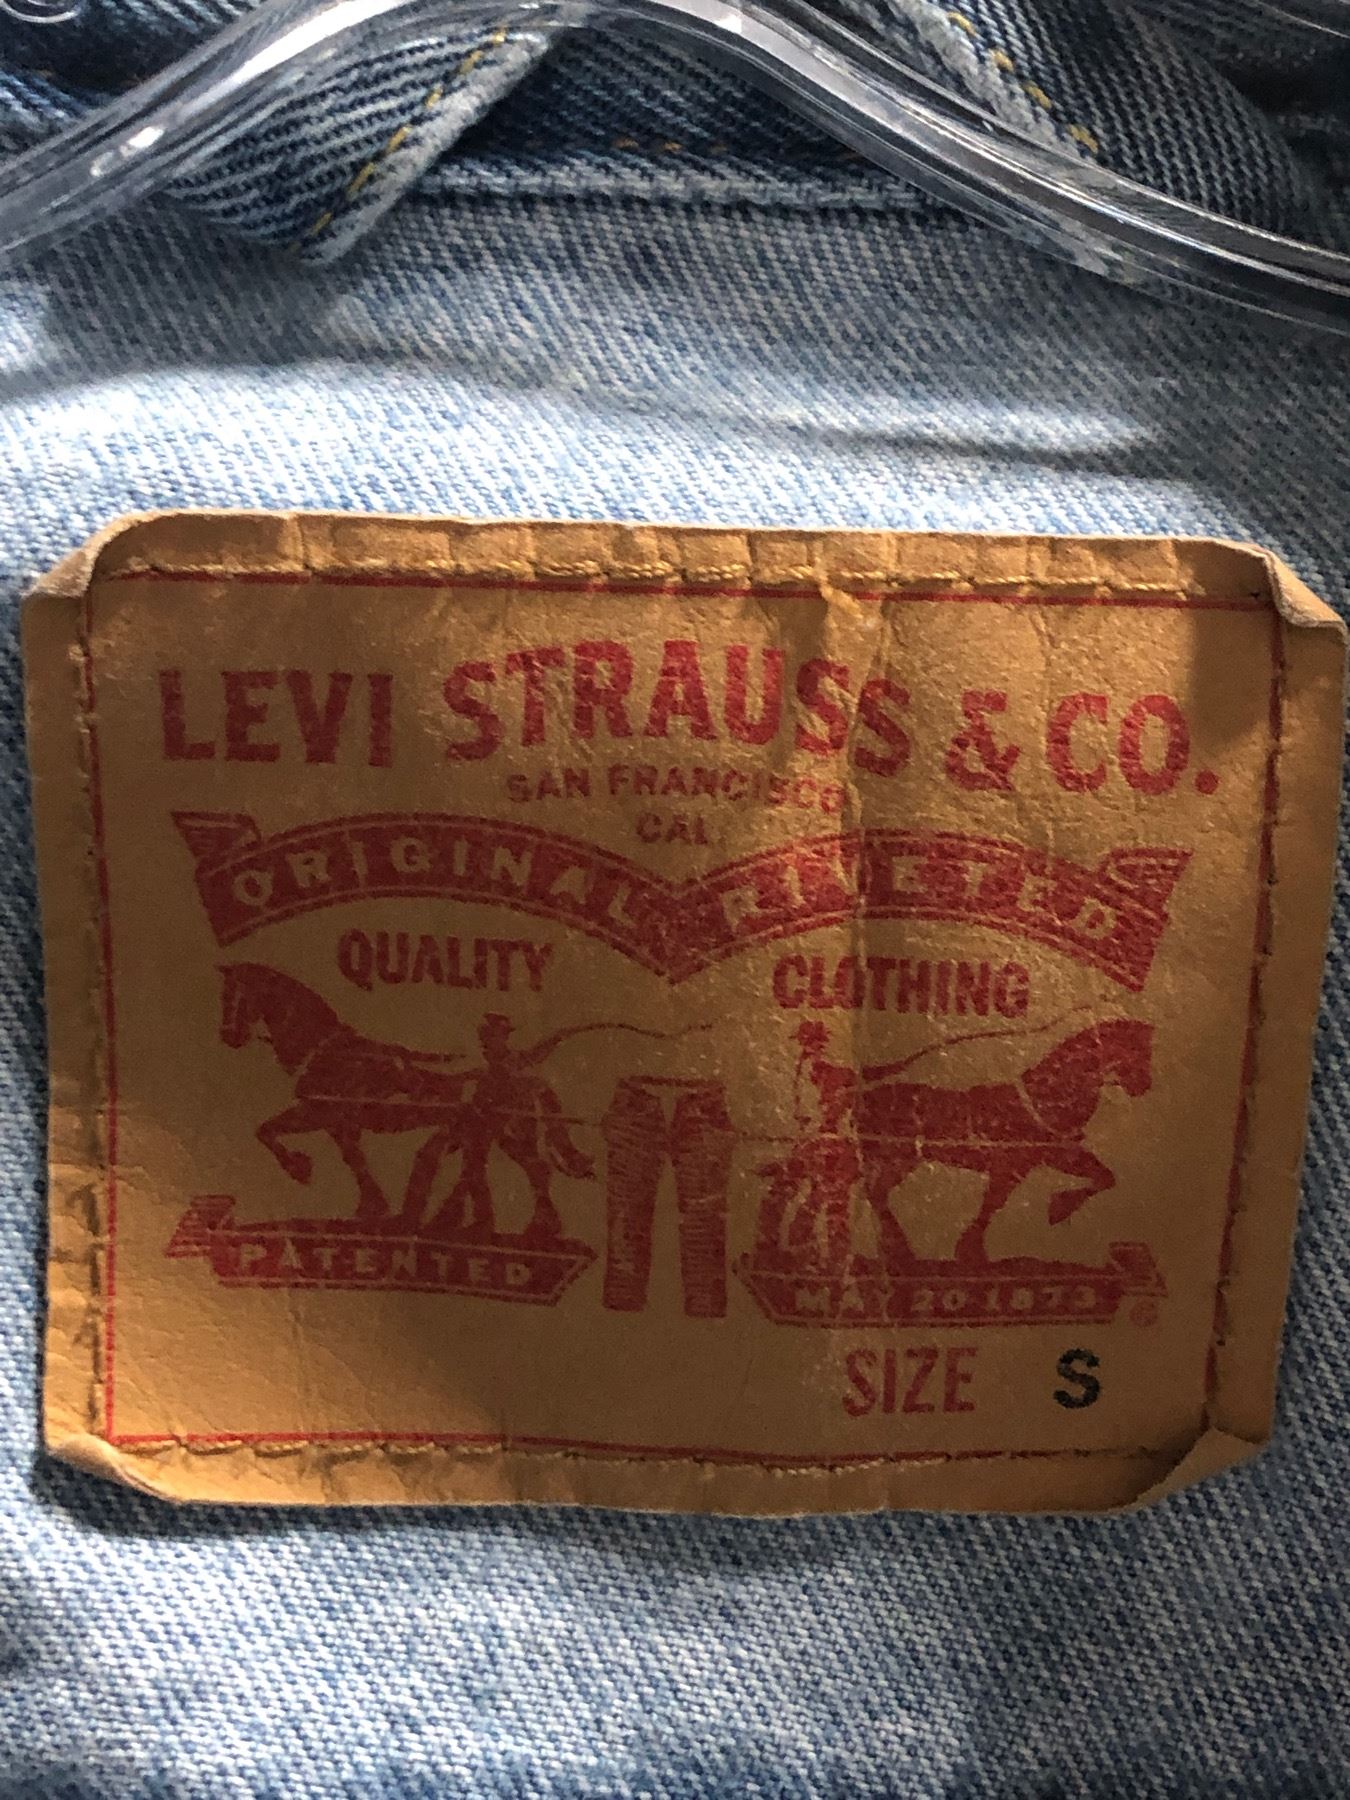 LEVI STRAUSS & CO.
SAN FRANCISCO
CAL.
ORIGINAL RIVETED
QUALITY CLOTHING
PATENTED MAY 20 1873 ®
SIZE S